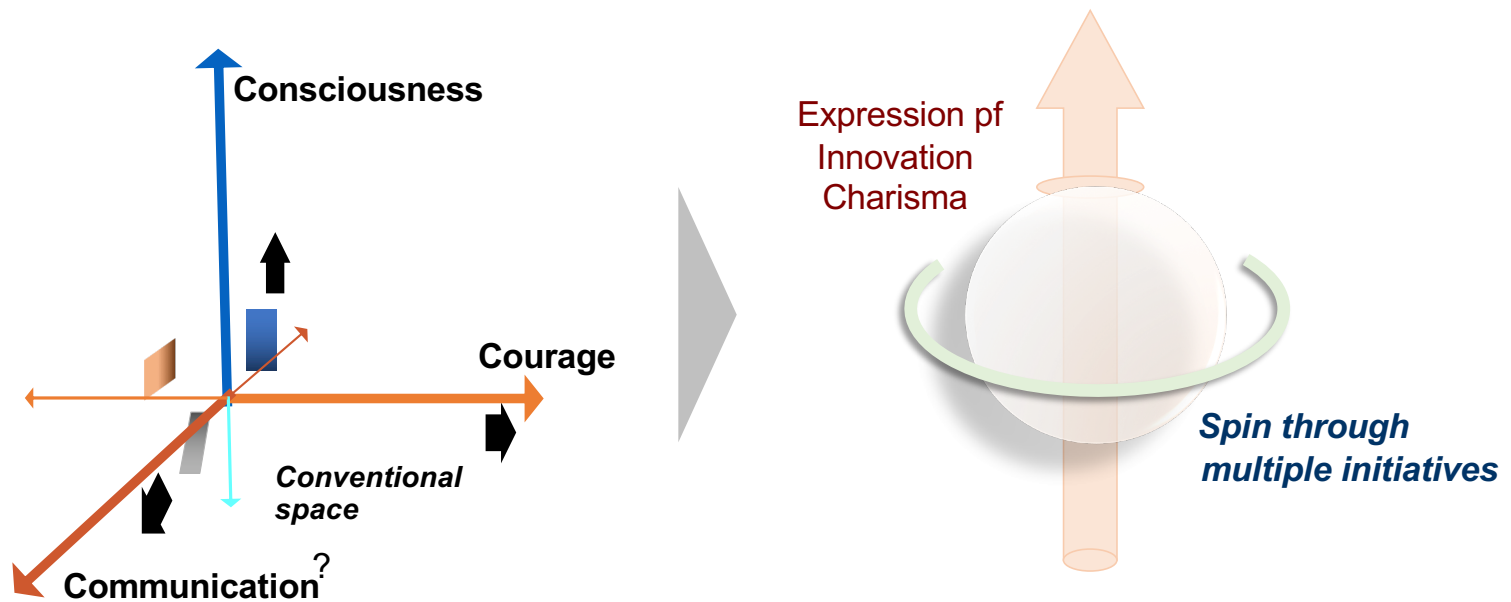 Consciousness
Courage
Conventional
space
Communication?
Expression pf
Innovation
Charisma
Spin through
multiple initiatives